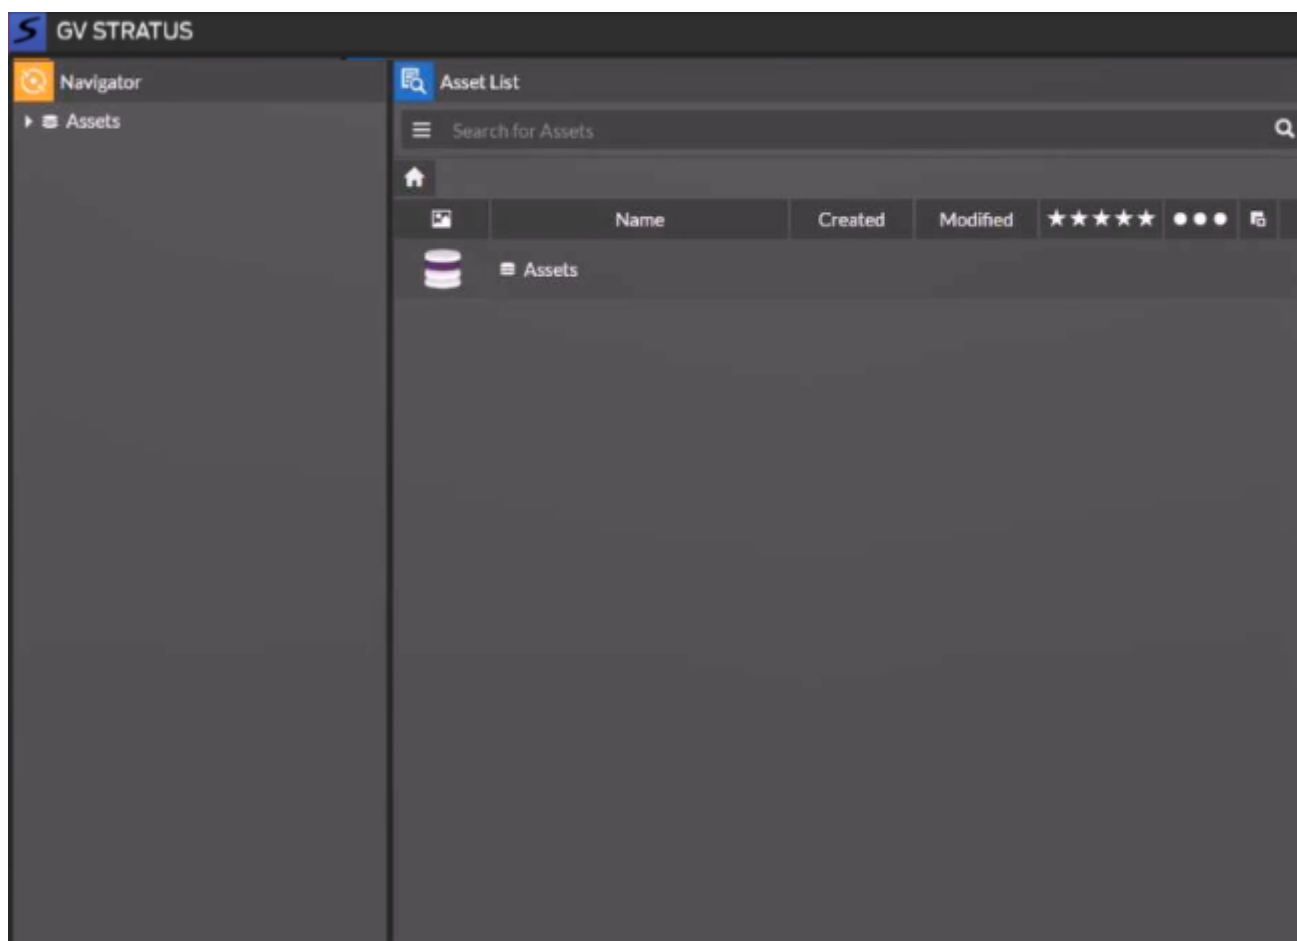 GV STRATUS
Navigator
Assets
Asset List
Search for Assets
Name Created Modified ★★★★★ ●●●
Assets